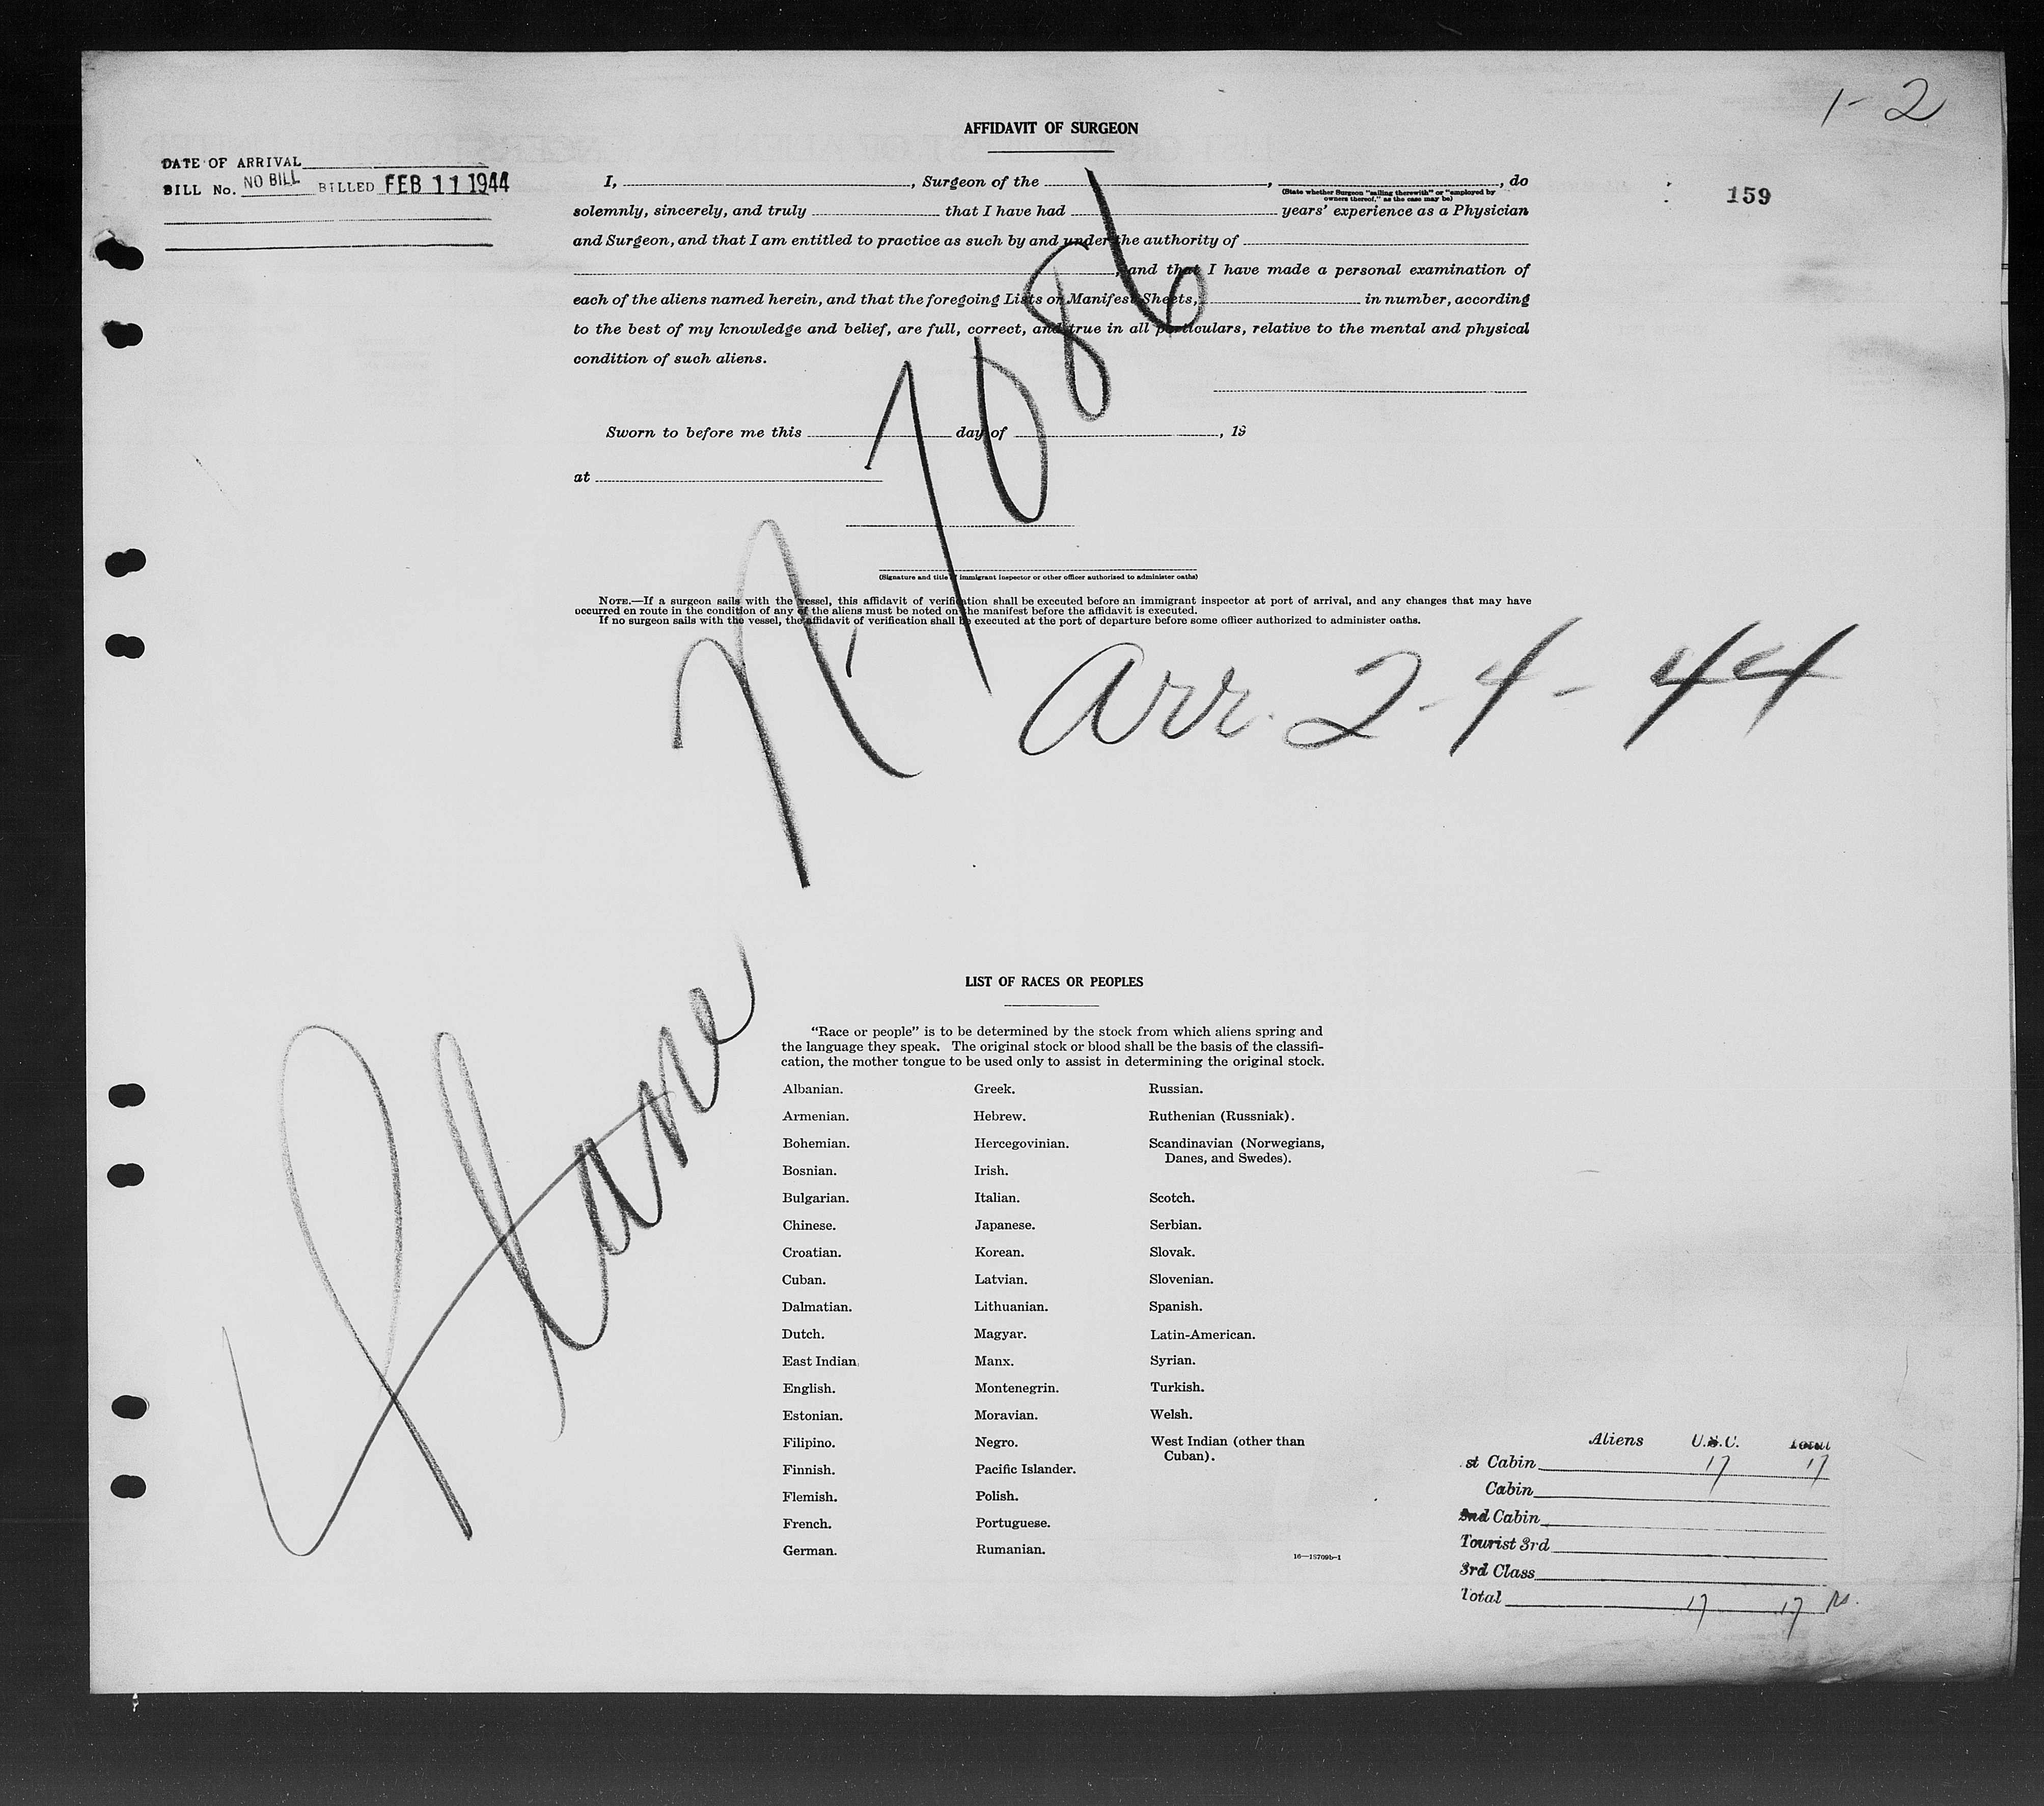 1-2
AFFIDAVIT OF SURGEON
DATE OF ARRIVAL
BILL No. NO BILL BILLED FEB 11 1944
159
I, , Surgeon of the , , do
(State whether Surgeon "sailing therewith" or "employed by
owners thereof," as the case may be)
solemnly, sincerely, and truly that I have had years' experience as a Physician
and Surgeon, and that I am entitled to practice as such by and under the authority of
, and that I have made a personal examination of
each of the aliens named herein, and that the foregoing Lists or Manifest Sheets, in number, according
to the best of my knowledge and belief, are full, correct, and true in all particulars, relative to the mental and physical
condition of such aliens.
Sworn to before me this day of , 19
at
(Signature and title of immigrant inspector or other officer authorized to administer oaths)
NOTE.—If a surgeon sails with the vessel, this affidavit of verification shall be executed before an immigrant inspector at port of arrival, and any changes that may have
occurred en route in the condition of any of the aliens must be noted on the manifest before the affidavit is executed.
If no surgeon sails with the vessel, the affidavit of verification shall be executed at the port of departure before some officer authorized to administer oaths.
Plane
N, 7086
Arr. 2-4-44
LIST OF RACES OR PEOPLES
"Race or people" is to be determined by the stock from which aliens spring and
the language they speak. The original stock or blood shall be the basis of the classifi-
cation, the mother tongue to be used only to assist in determining the original stock.
Albanian. Greek. Russian.
Armenian. Hebrew. Ruthenian (Russniak).
Bohemian. Hercegovinian. Scandinavian (Norwegians,
Danes, and Swedes).
Bosnian. Irish.
Bulgarian. Italian. Scotch.
Chinese. Japanese. Serbian.
Croatian. Korean. Slovak.
Cuban. Latvian. Slovenian.
Dalmatian. Lithuanian. Spanish.
Dutch. Magyar. Latin-American.
East Indian. Manx. Syrian.
English. Montenegrin. Turkish.
Estonian. Moravian. Welsh.
Filipino. Negro. West Indian (other than
Cuban).
Finnish. Pacific Islander.
Flemish. Polish.
French. Portuguese.
German. Rumanian.
16—18709b-1
Aliens U.S.C. Total
st Cabin 17 17
Cabin
2nd Cabin
Tourist 3rd
3rd Class
Total 17 17